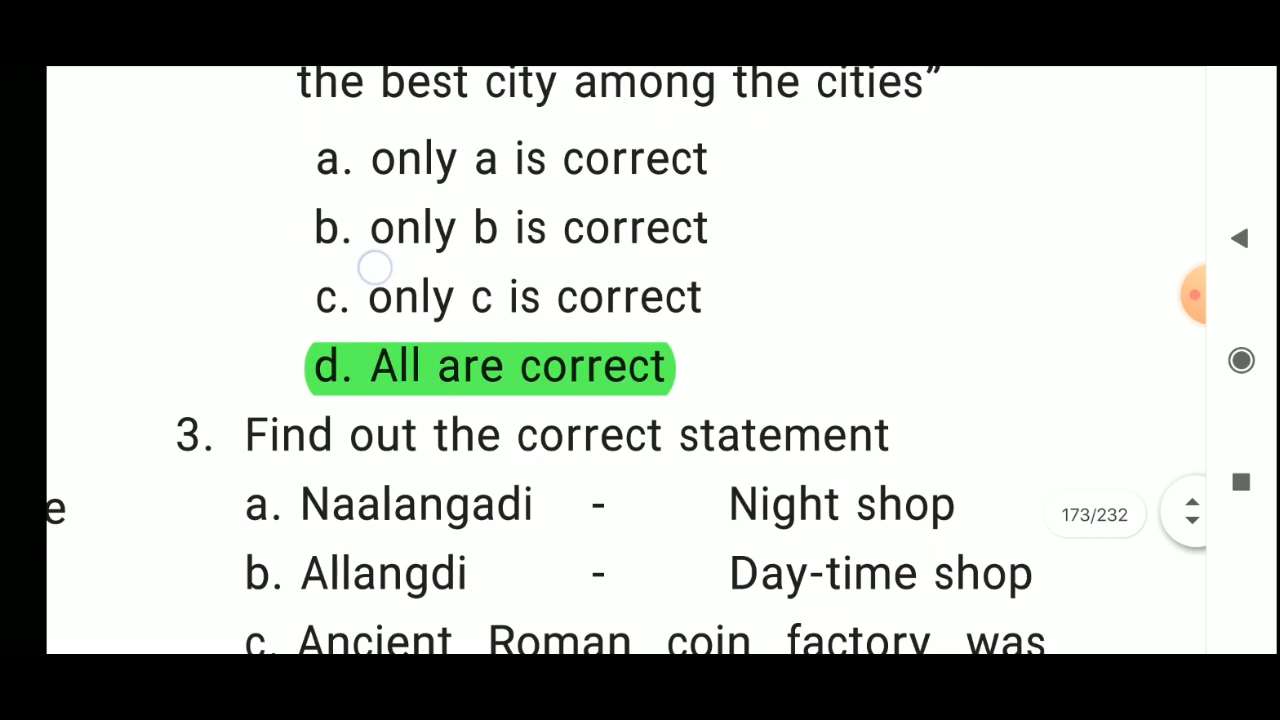 the best city among the cities”
a. only a is correct
b. only b is correct
c. only c is correct
d. All are correct
3. Find out the correct statement
e
a. Naalangadi - Night shop
173/232
b. Allangdi - Day-time shop
c. Ancient Roman coin factory was